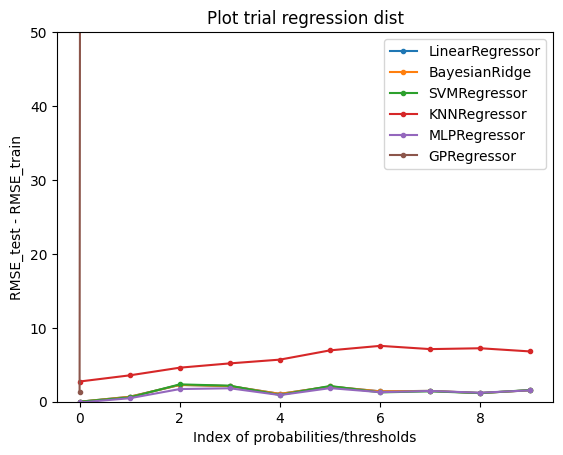 Plot trial regression dist
RMSE_test - RMSE_train
50
40
30
20
10
0
LinearRegressor
BayesianRidge
SVMRegressor
KNNRegressor
MLPRegressor
GPRegressor
0 2 4 6 8
Index of probabilities/thresholds